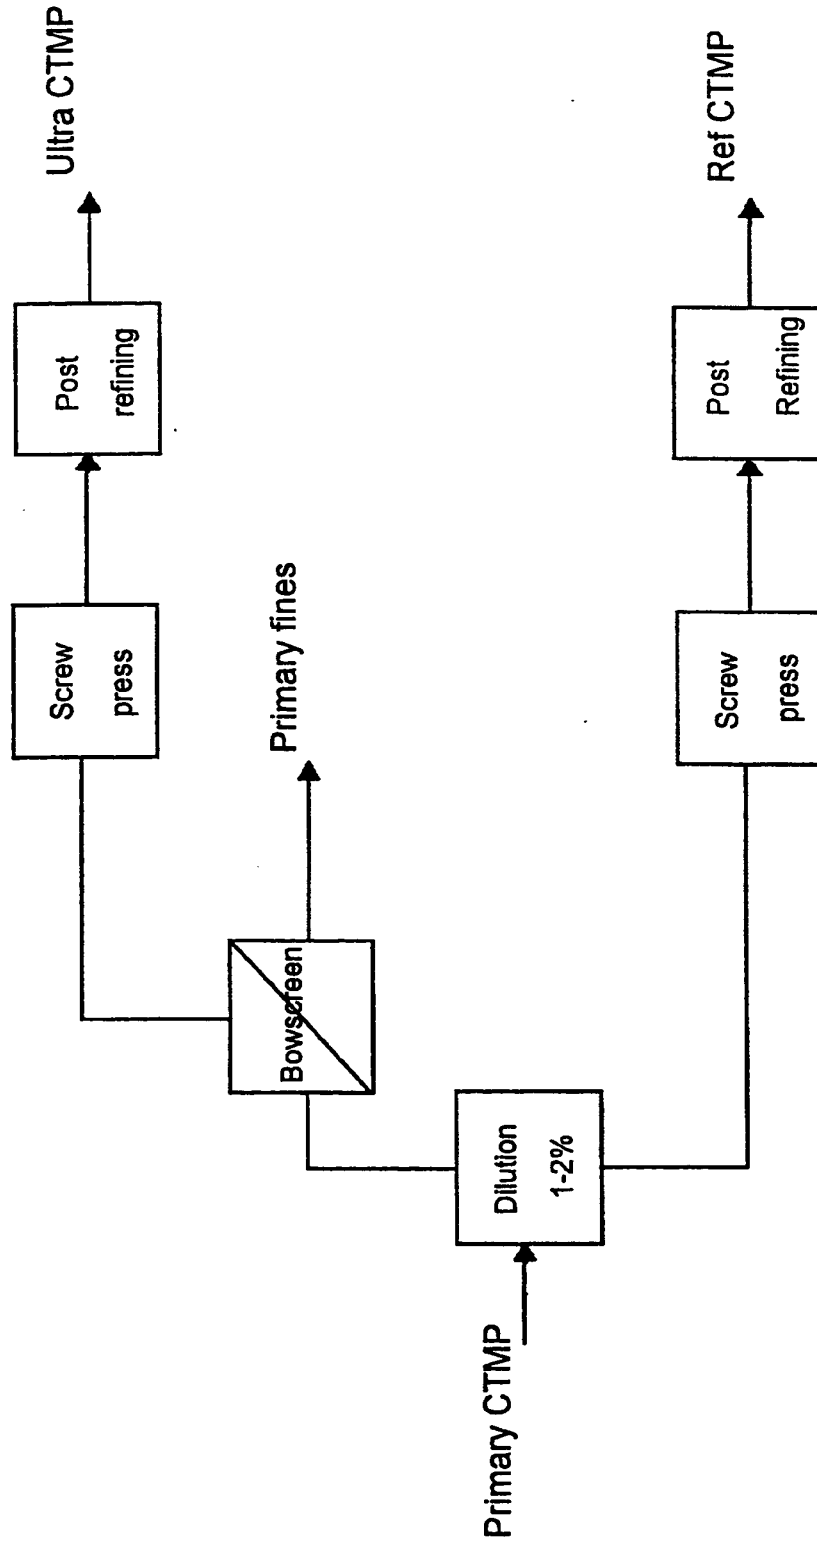 Ultra CTMP
Post
refining
Screw
press
Primary fines
Bowscreen
Dilution
1-2%
Primary CTMP
Ref CTMP
Post
Refining
Screw
press